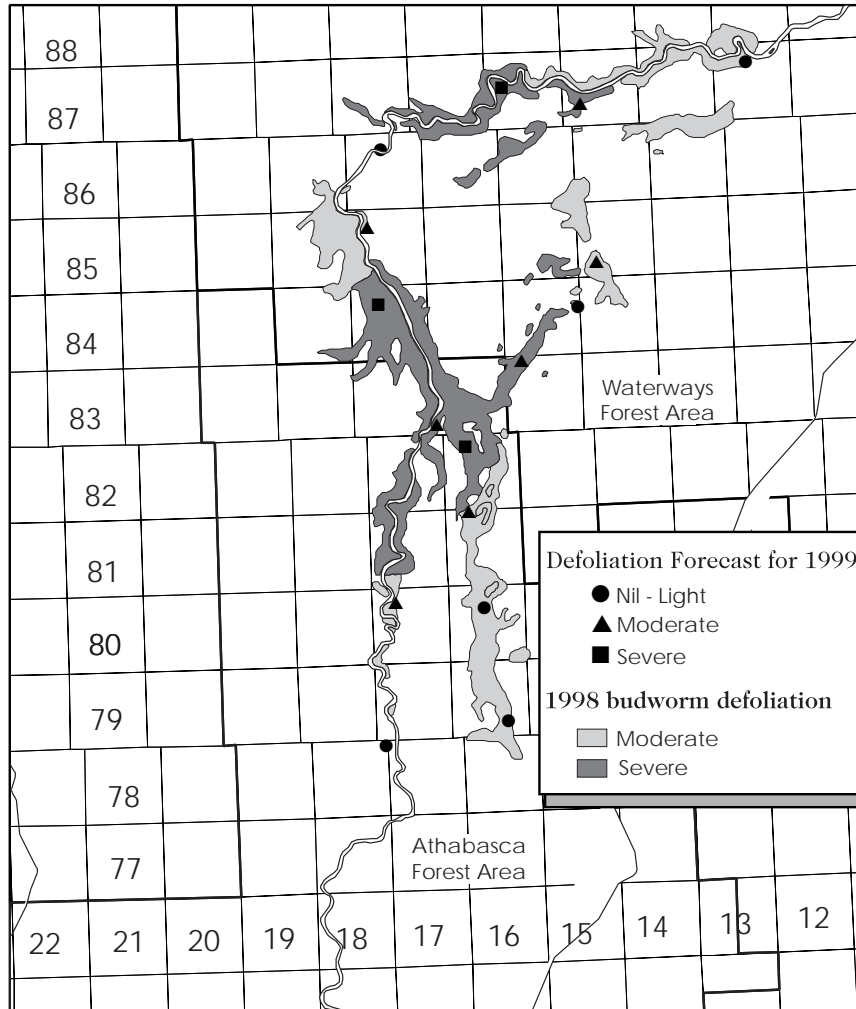 88
87
86
85
84
Waterways
Forest Area
83
82
Defoliation Forecast for 1999
Nil - Light
Moderate
Severe
1998 budworm defoliation
Moderate
Severe
81
80
79
78
77
Athabasca
Forest Area
22 21 20 19 18 17 16 15 14 13 12